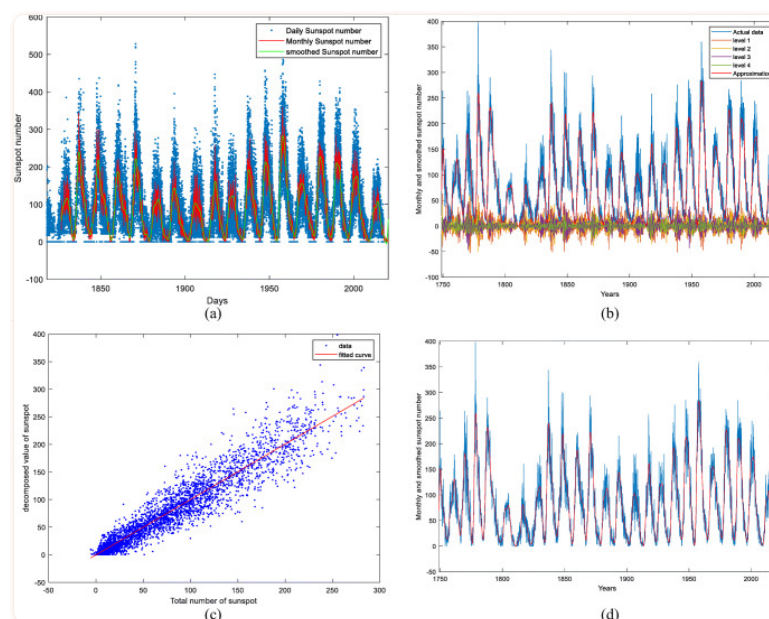 600
500
400
300
200
100
0
-100
Sunspot number
Daily Sunspot number
Monthly Sunspot number
smoothed Sunspot number
1850
1900
1950
2000
Days
(a)
400
350
300
250
200
150
100
50
0
-50
-100
Monthly and smoothed sunspot number
Actual data
level 1
level 2
level 3
level 4
Approximation
1750
1800
1850
1900
1950
2000
Years
(b)
400
350
300
250
200
150
100
50
0
-50
decomposed value of sunspot
data
fitted curve
-50
0
50
100
150
200
250
300
Total number of sunspot
(c)
400
350
300
250
200
150
100
50
0
-50
-100
Monthly and smoothed sunspot number
1750
1800
1850
1900
1950
2000
Years
(d)